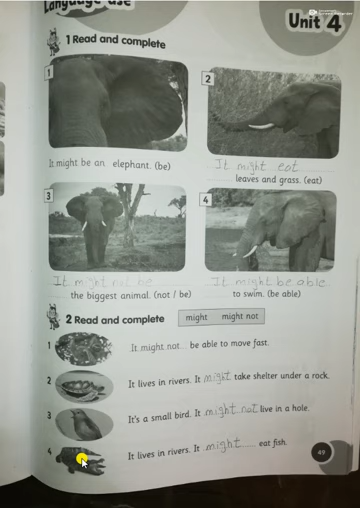 Language use
Unit 4
1 Read and complete
1
2
It might be an elephant. (be)
It might eat
leaves and grass. (eat)
3
4
It might not be
the biggest animal. (not / be)
It might be able
to swim. (be able)
2 Read and complete
might might not
1 It might not be able to move fast.
2 It lives in rivers. It might take shelter under a rock.
3 It's a small bird. It might not live in a hole.
4 It lives in rivers. It might eat fish.
49